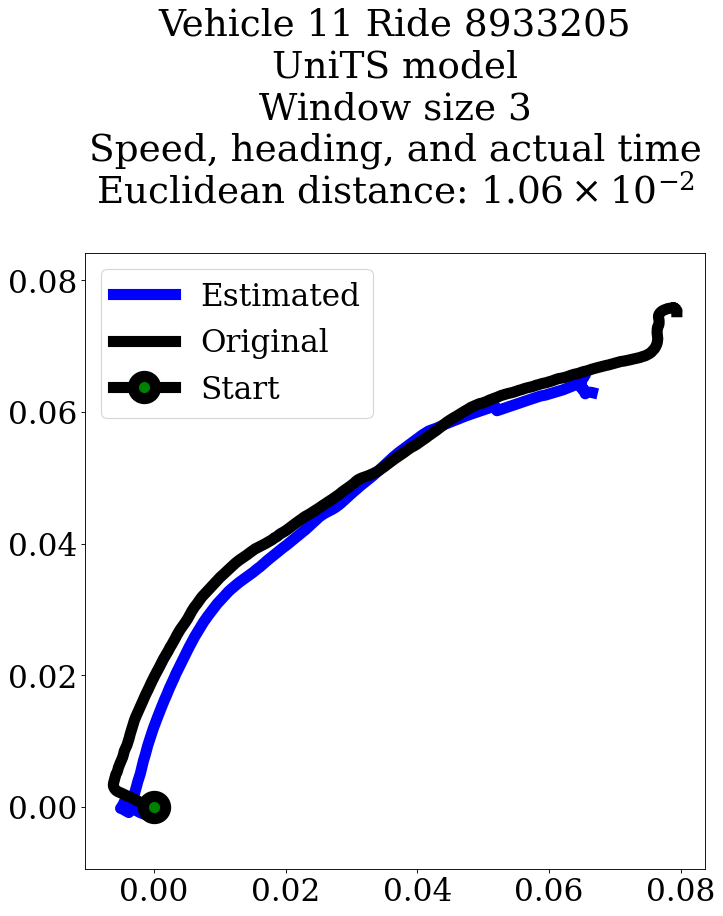 Vehicle 11 Ride 8933205
UniTS model
Window size 3
Speed, heading, and actual time
Euclidean distance: 1.06 × 10⁻²
Estimated
Original
Start
0.08
0.06
0.04
0.02
0.00
0.00 0.02 0.04 0.06 0.08